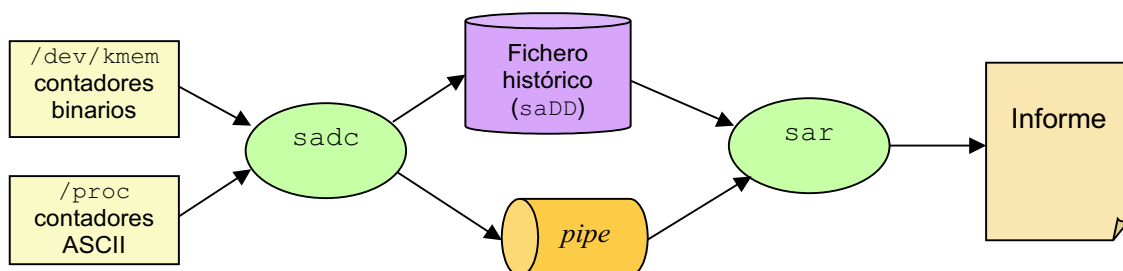 /dev/kmem
contadores
binarios
/proc
contadores
ASCII
sadc
Fichero
histórico
(saDD)
pipe
sar
Informe